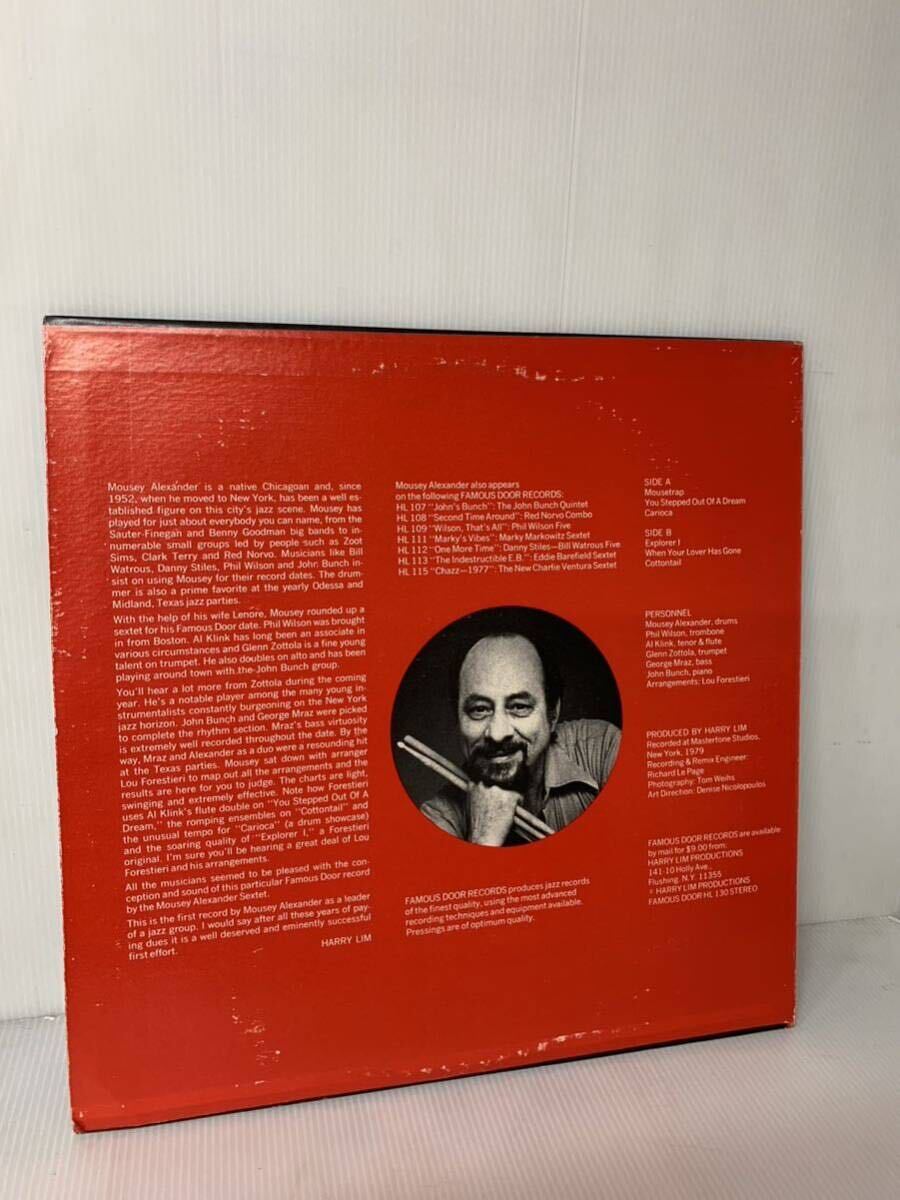 Mousey Alexander is a native Chicagoan and, since
1952, when he moved to New York, has been a well es-
tablished figure on this city's jazz scene. Mousey has
played for just about everybody you can name, from the
Sauter-Finegan and Benny Goodman big bands to in-
numerable small groups led by people such as Zoot
Sims, Clark Terry and Red Norvo. Musicians like Bill
Watrous, Danny Stiles, Phil Wilson and John Bunch in-
sist on using Mousey for their record dates. The drum-
mer is also a prime favorite at the yearly Odessa and
Midland, Texas jazz parties.
With the help of his wife Lenore, Mousey rounded up a
sextet for his Famous Door date. Phil Wilson was brought
in from Boston. Al Klink has long been an associate in
various circumstances and Glenn Zottola is a fine young
talent on trumpet. He also doubles on alto and has been
playing around town with the John Bunch group.
You'll hear a lot more from Zottola during the coming
year. He's a notable player among the many young in-
strumentalists constantly burgeoning on the New York
jazz horizon. John Bunch and George Mraz were picked
to complete the rhythm section. Mraz's bass virtuosity
is extremely well recorded throughout the date. By the
way, Mraz and Alexander as a duo were a resounding hit
at the Texas parties. Mousey sat down with arranger
Lou Forestieri to map out all the arrangements and the
results are here for you to judge. The charts are light,
swinging and extremely effective. Note how Forestieri
uses Al Klink's flute double on "You Stepped Out Of A
Dream," the romping ensembles on "Cottontail" and
the unusual tempo for "Carioca" (a drum showcase)
and the soaring quality of "Explorer I," a Forestieri
original. I'm sure you'll be hearing a great deal of Lou
Forestieri and his arrangements.
All the musicians seemed to be pleased with the con-
ception and sound of this particular Famous Door record
by the Mousey Alexander Sextet.
This is the first record by Mousey Alexander as a leader
of a jazz group. I would say after all these years of pay-
ing dues it is a well deserved and eminently successful
first effort.
HARRY LIM
Mousey Alexander also appears
on the following FAMOUS DOOR RECORDS:
HL 107 "John's Bunch": The John Bunch Quintet
HL 108 "Second Time Around": Red Norvo Combo
HL 109 "Wilson, That's All": Phil Wilson Five
HL 111 "Marky's Vibes": Marky Markowitz Sextet
HL 112 "One More Time": Danny Stiles—Bill Watrous Five
HL 113 "The Indestructible E.B.": Eddie Barefield Sextet
HL 115 "Chazz—1977": The New Charlie Ventura Sextet
FAMOUS DOOR RECORDS produces jazz records
of the finest quality, using the most advanced
recording techniques and equipment available.
Pressings are of optimum quality.
SIDE A
Mousetrap
You Stepped Out Of A Dream
Carioca
SIDE B
Explorer I
When Your Lover Has Gone
Cottontail
PERSONNEL
Mousey Alexander, drums
Phil Wilson, trombone
Al Klink, tenor & flute
Glenn Zottola, trumpet
George Mraz, bass
John Bunch, piano
Arrangements: Lou Forestieri
PRODUCED BY HARRY LIM
Recorded at Mastertone Studios,
New York, 1979
Recording & Remix Engineer:
Richard Le Page
Photography: Tom Weihs
Art Direction: Denise Nicolopoulos
FAMOUS DOOR RECORDS are available
by mail for $9.00 from:
HARRY LIM PRODUCTIONS
141-10 Holly Ave.,
Flushing, N.Y. 11355
© HARRY LIM PRODUCTIONS
FAMOUS DOOR HL 130 STEREO